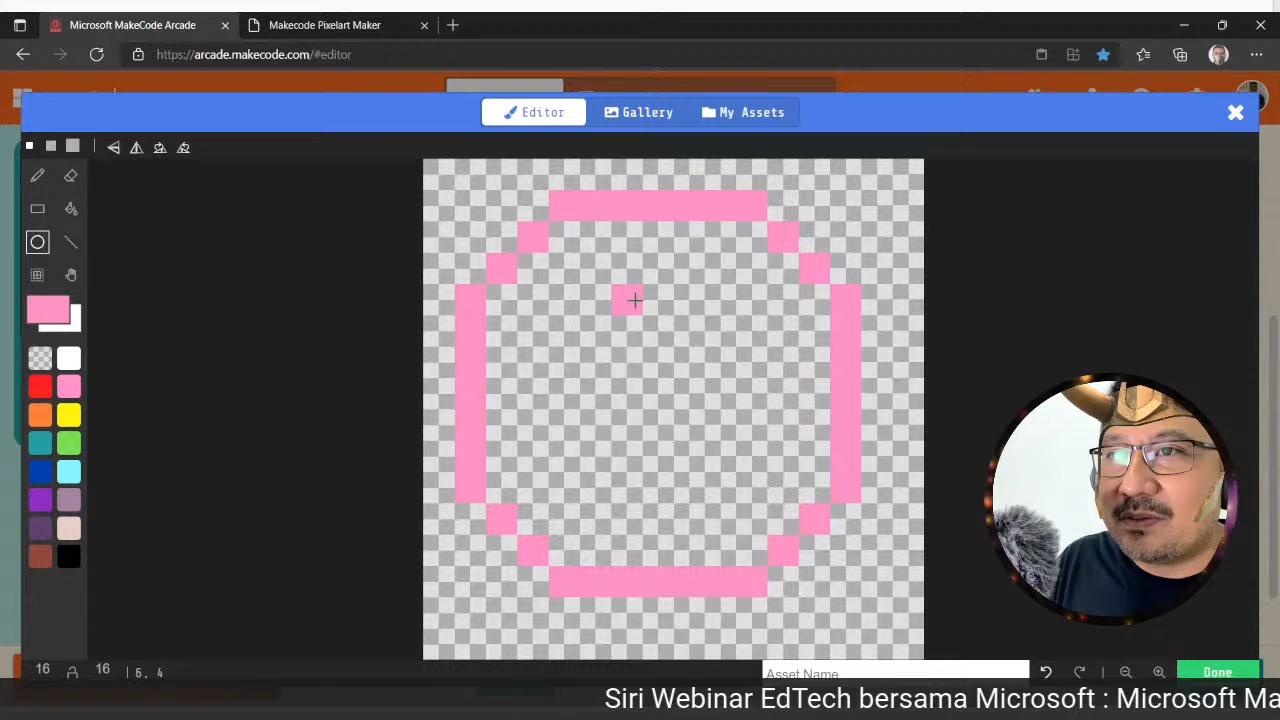 Microsoft MakeCode Arcade
Makecode Pixelart Maker
https://arcade.makecode.com/#editor
Editor
Gallery
My Assets
16
16
5, 4
Asset Name
Done
Siri Webinar EdTech bersama Microsoft : Microsoft Ma